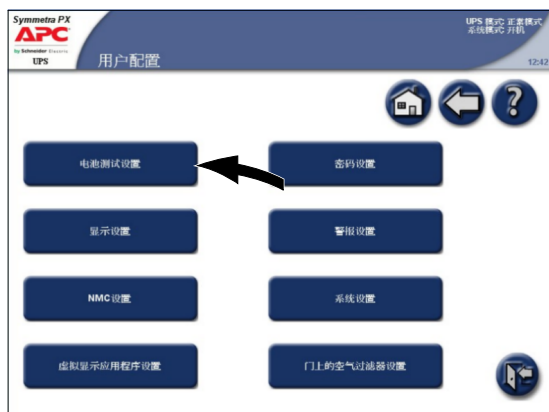 Symmetra PX
APC
by Schneider Electric
UPS
用户配置
UPS 模式: 正常模式
系统模式: 开机
12:42
电池测试设置
密码设置
显示设置
警报设置
NMC 设置
系统设置
虚拟显示应用程序设置
门上的空气过滤器设置